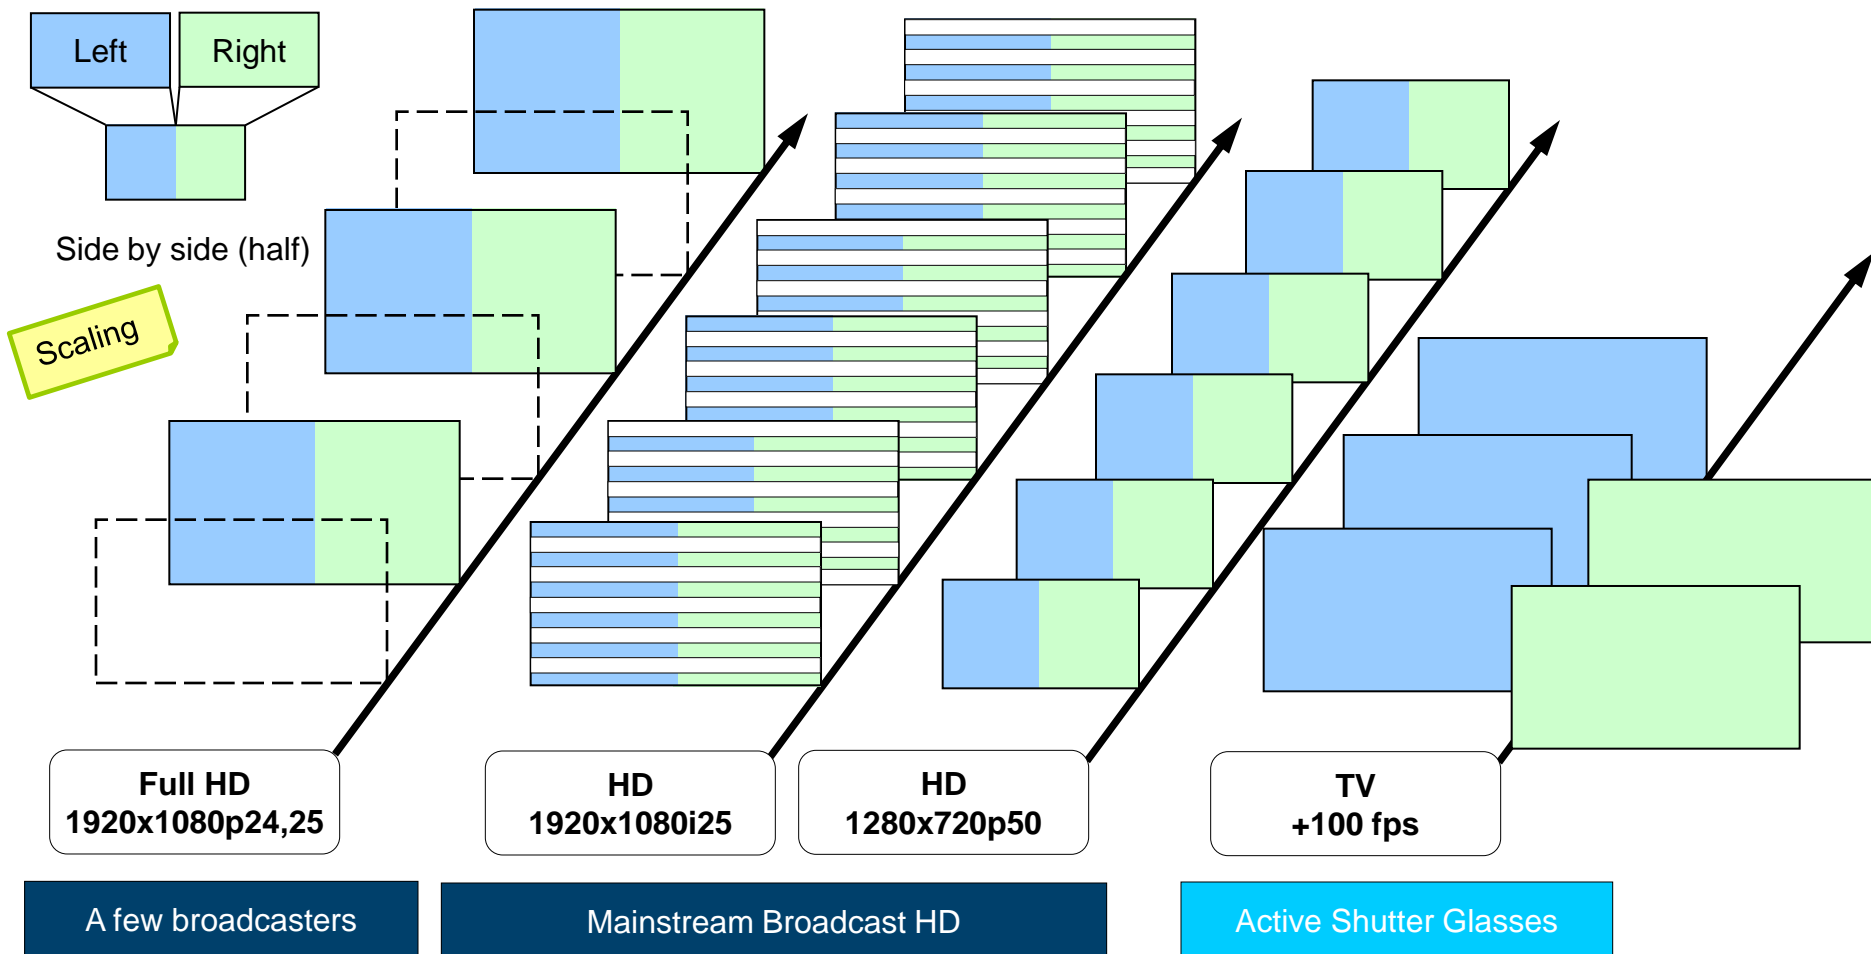 Left
Right
Side by side (half)
Scaling
Full HD
1920x1080p24,25
HD
1920x1080i25
HD
1280x720p50
TV
+100 fps
A few broadcasters
Mainstream Broadcast HD
Active Shutter Glasses